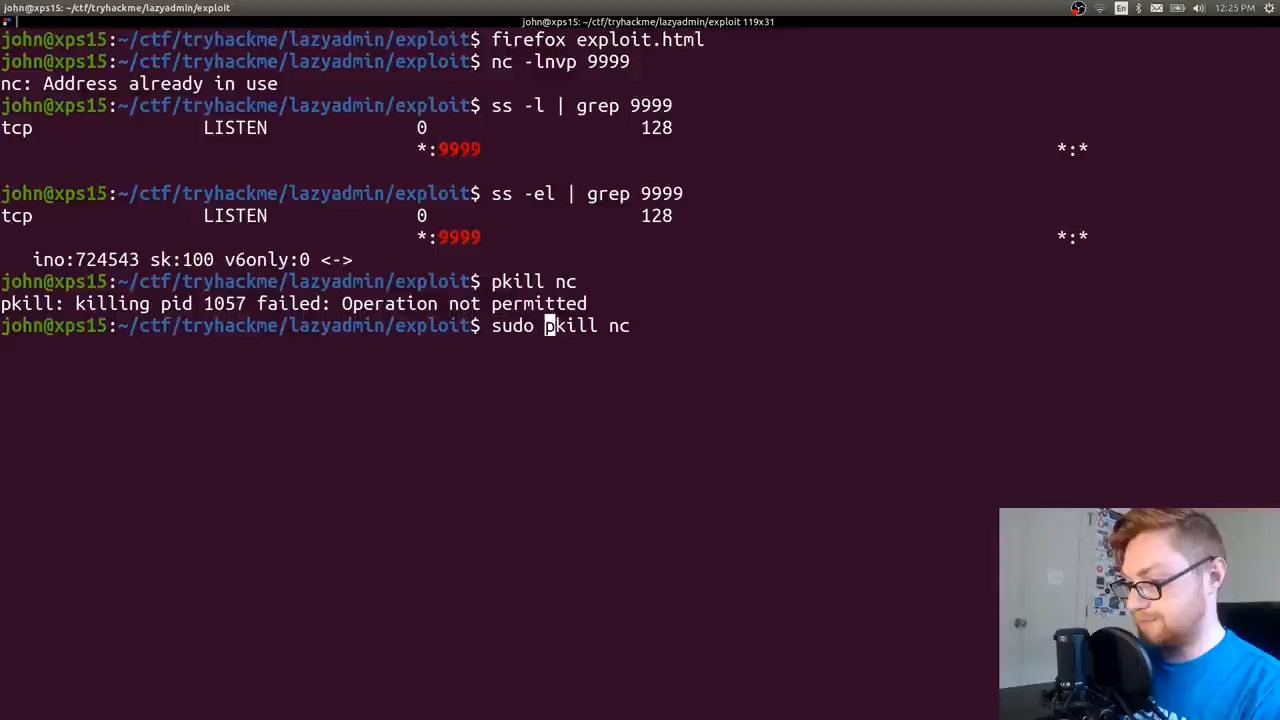 john@xps15: ~/ctf/tryhackme/lazyadmin/exploit
En
12:25 PM
john@xps15: ~/ctf/tryhackme/lazyadmin/exploit 119x31
john@xps15:~/ctf/tryhackme/lazyadmin/exploit$ firefox exploit.html
john@xps15:~/ctf/tryhackme/lazyadmin/exploit$ nc -lnvp 9999
nc: Address already in use
john@xps15:~/ctf/tryhackme/lazyadmin/exploit$ ss -l | grep 9999
tcp LISTEN 0 128
*:9999 *:*
john@xps15:~/ctf/tryhackme/lazyadmin/exploit$ ss -el | grep 9999
tcp LISTEN 0 128
*:9999 *:*
ino:724543 sk:100 v6only:0 <->
john@xps15:~/ctf/tryhackme/lazyadmin/exploit$ pkill nc
pkill: killing pid 1057 failed: Operation not permitted
john@xps15:~/ctf/tryhackme/lazyadmin/exploit$ sudo pkill nc